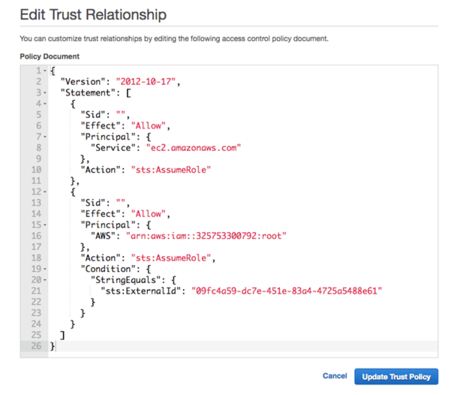 Edit Trust Relationship
You can customize trust relationships by editing the following access control policy document.
Policy Document
1 {
2 "Version": "2012-10-17",
3 "Statement": [
4 {
5 "Sid": "",
6 "Effect": "Allow",
7 "Principal": {
8 "Service": "ec2.amazonaws.com"
9 },
10 "Action": "sts:AssumeRole"
11 },
12 {
13 "Sid": "",
14 "Effect": "Allow",
15 "Principal": {
16 "AWS": "arn:aws:iam::325753300792:root"
17 },
18 "Action": "sts:AssumeRole",
19 "Condition": {
20 "StringEquals": {
21 "sts:ExternalId": "09fc4a59-dc7e-451e-83a4-4725a5488e61"
22 }
23 }
24 }
25 ]
26 }
Cancel Update Trust Policy